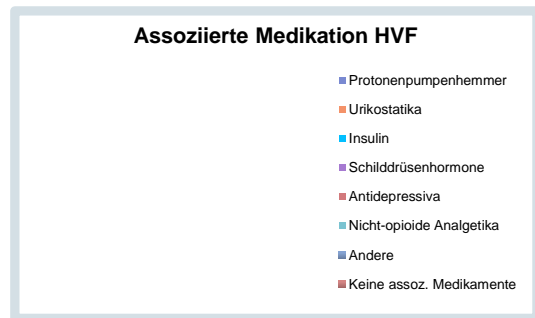 Assoziierte Medikation HVF
Protonenpumpenhemmer
Urikostatika
Insulin
Schilddrüsenhormone
Antidepressiva
Nicht-opioide Analgetika
Andere
Keine assoz. Medikamente